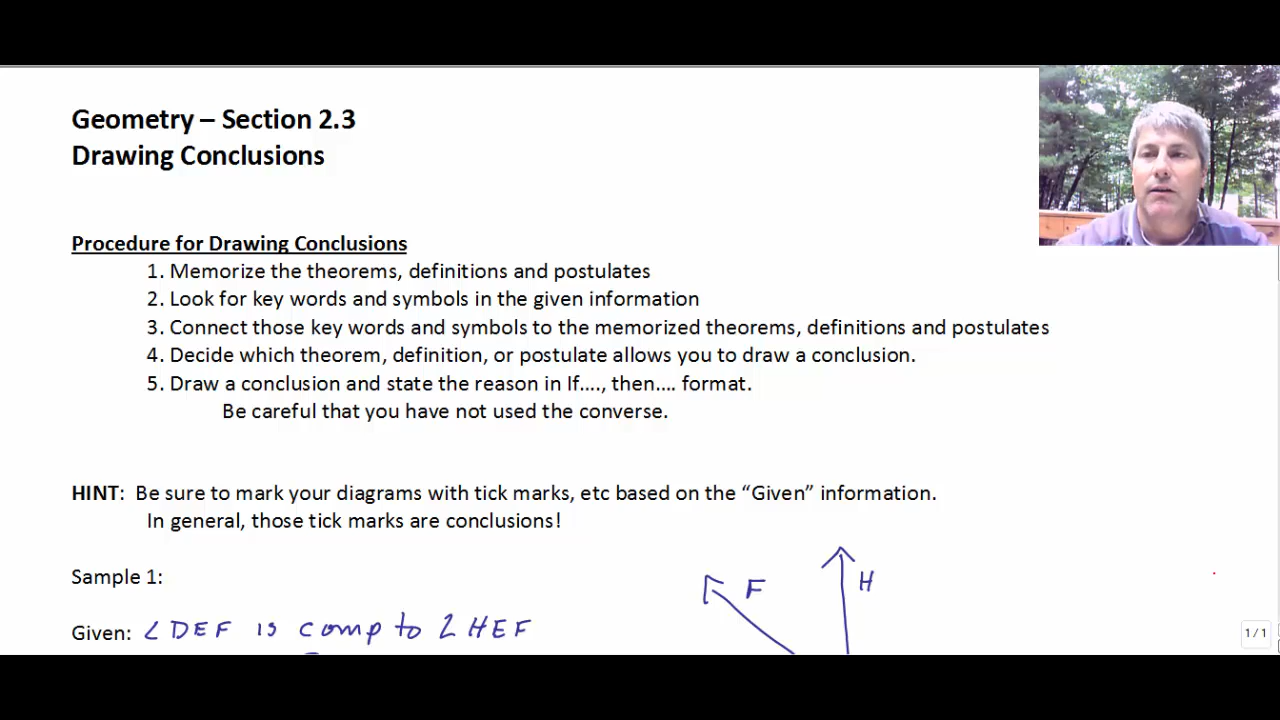 Geometry – Section 2.3
Drawing Conclusions
Procedure for Drawing Conclusions
1. Memorize the theorems, definitions and postulates
2. Look for key words and symbols in the given information
3. Connect those key words and symbols to the memorized theorems, definitions and postulates
4. Decide which theorem, definition, or postulate allows you to draw a conclusion.
5. Draw a conclusion and state the reason in If...., then.... format.
Be careful that you have not used the converse.
HINT: Be sure to mark your diagrams with tick marks, etc based on the “Given” information.
In general, those tick marks are conclusions!
Sample 1:
F
H
Given: ∠DEF is comp to ∠HEF
1 / 1